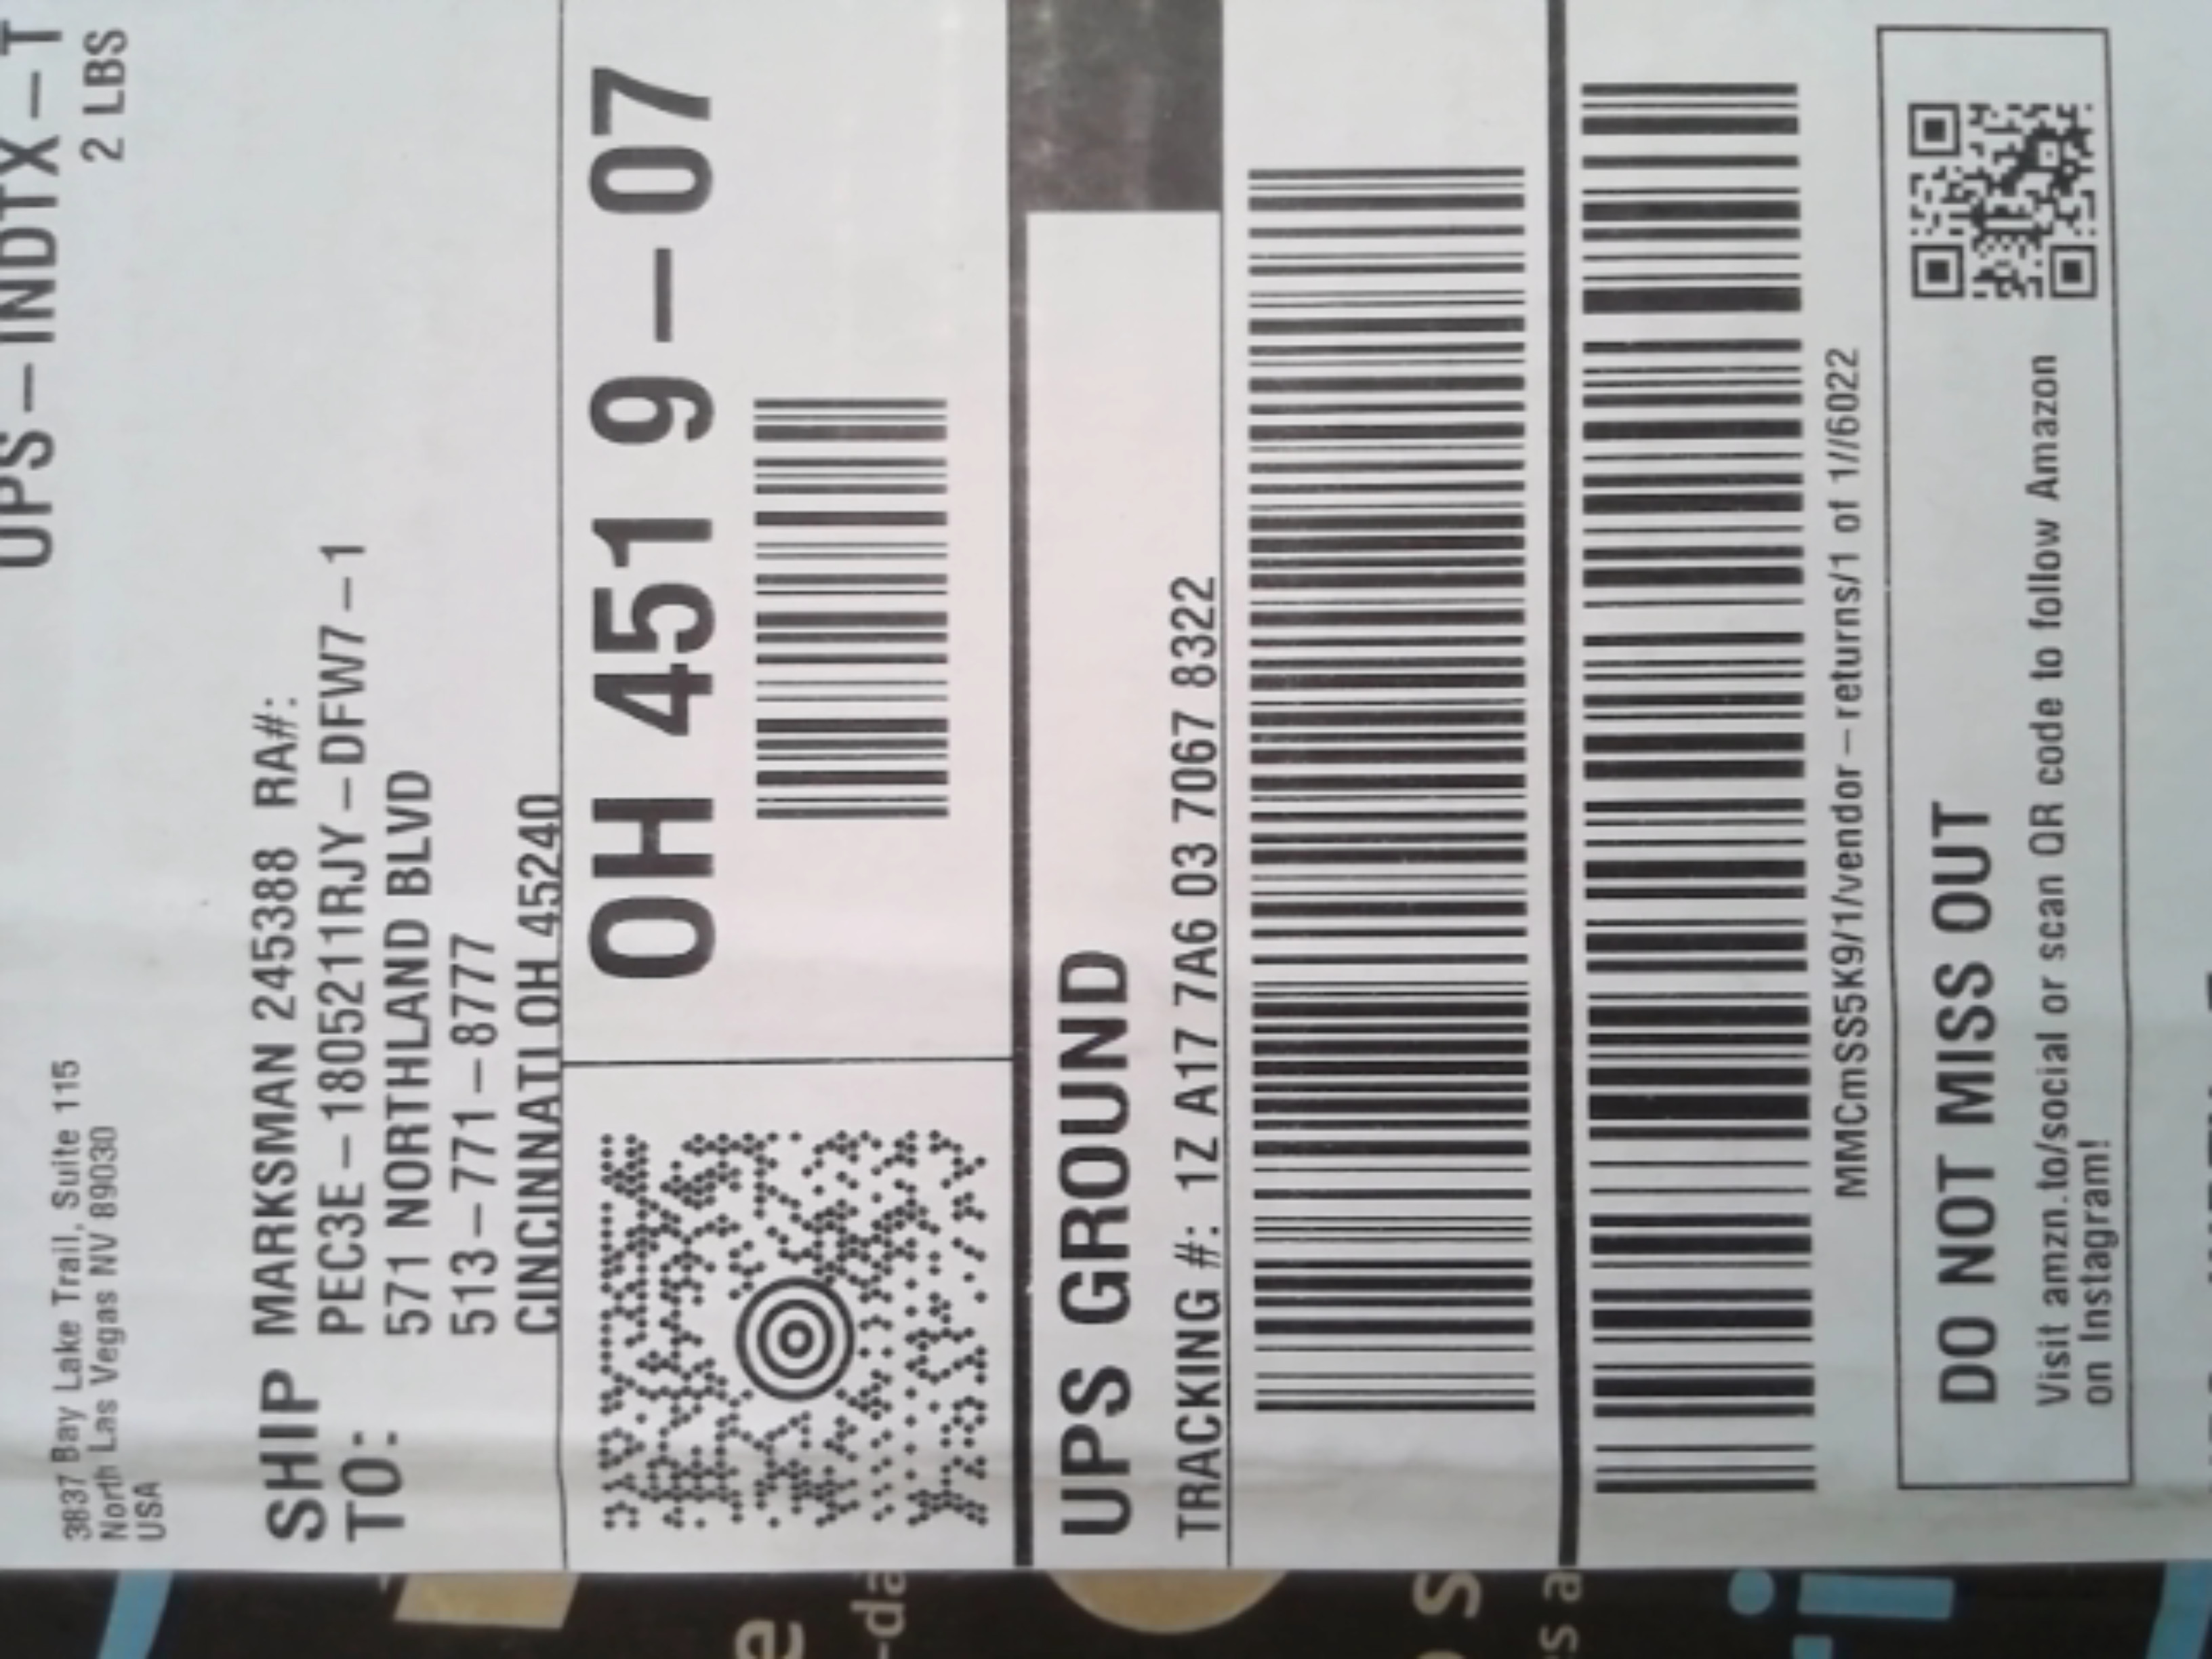 UPS-INDTX-T
2 LBS
3837 Bay Lake Trail, Suite 115
North Las Vegas NV 89030
USA
SHIP TO:
MARKSMAN 245388 RA#:
PEC3E-1805211RJY-DFW7-1
571 NORTHLAND BLVD
513-771-8777
CINCINNATI OH 45240
OH 451 9-07
UPS GROUND
TRACKING #: 1Z A17 7A6 03 7067 8322
MMCmSS5K9/1/vendor-returns/1 of 1//6022
DO NOT MISS OUT
Visit amzn.to/social or scan QR code to follow Amazon
on Instagram!